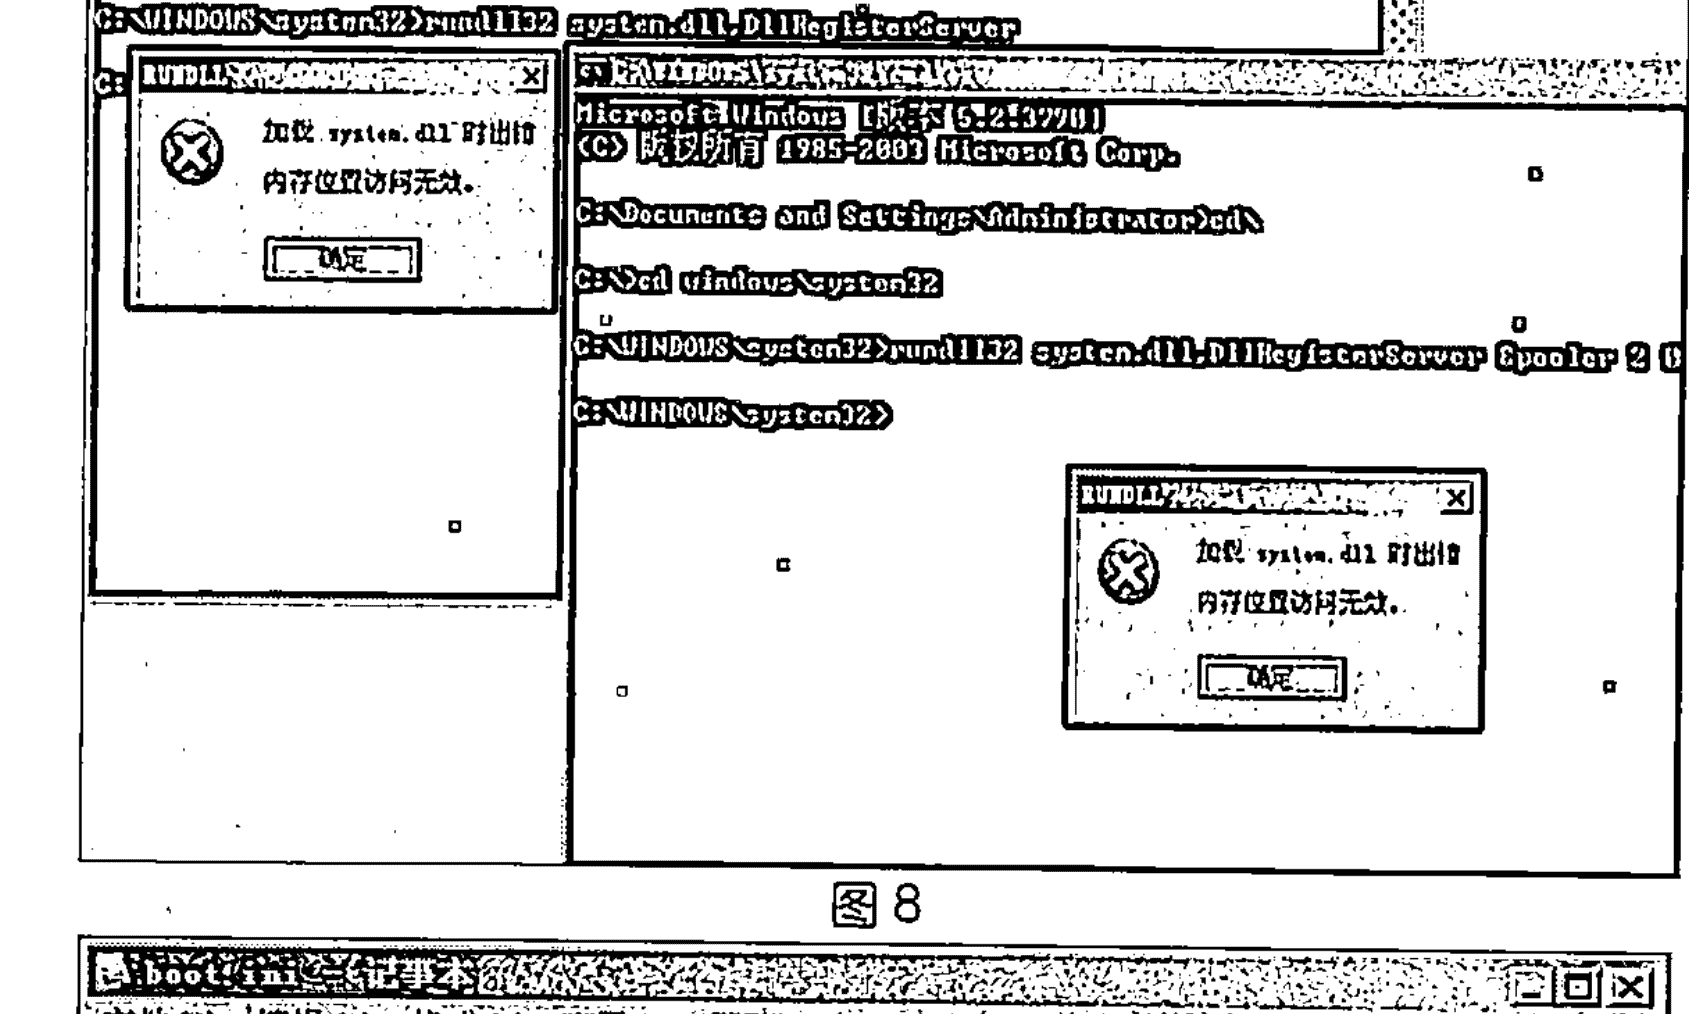 C:\WINDOWS\system32>rundll32 system.dll,DllRegisterServer
C:
RUNDLL
加载 system.dll 时出错
内存位置访问无效。
确定
Microsoft Windows [版本 5.2.3790]
(C) 版权所有 1985-2003 Microsoft Corp.
C:\Documents and Settings\Administrator>cd\
C:\>cd windows\system32
C:\WINDOWS\system32>rundll32 system.dll,DllRegisterServer Spooler 2
C:\WINDOWS\system32>
RUNDLL
加载 system.dll 时出错
内存位置访问无效。
确定
图 8
boot.ini - 记事本